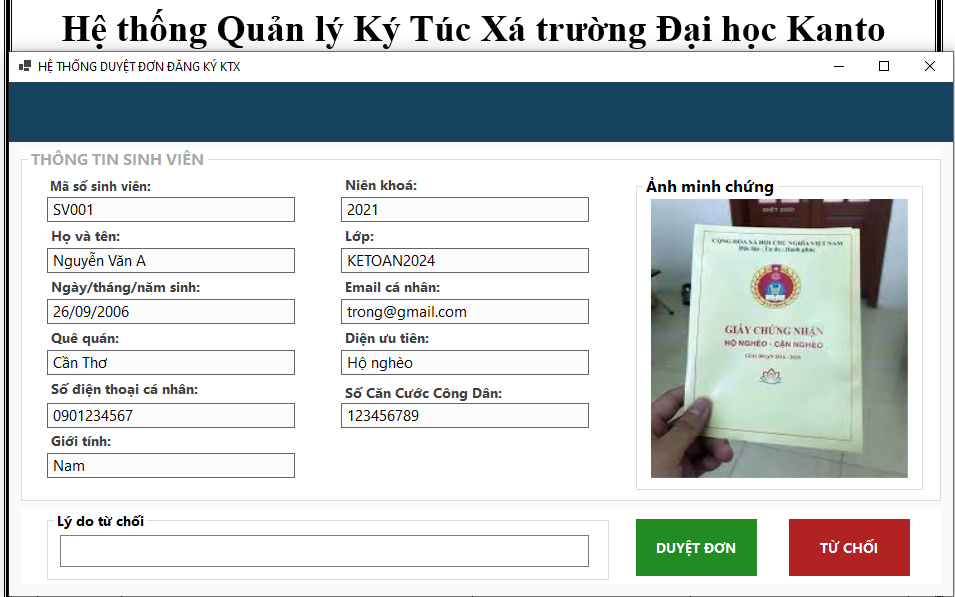 Hệ thống Quản lý Ký Túc Xá trường Đại học Kanto
HỆ THỐNG DUYỆT ĐƠN ĐĂNG KÝ KTX
THÔNG TIN SINH VIÊN
Mã số sinh viên:
SV001
Họ và tên:
Nguyễn Văn A
Ngày/tháng/năm sinh:
26/09/2006
Quê quán:
Cần Thơ
Số điện thoại cá nhân:
0901234567
Giới tính:
Nam
Niên khoá:
2021
Lớp:
KETOAN2024
Email cá nhân:
trong@gmail.com
Diện ưu tiên:
Hộ nghèo
Số Căn Cước Công Dân:
123456789
Ảnh minh chứng
CỘNG HÒA XÃ HỘI CHỦ NGHĨA VIỆT NAM
Độc lập - Tự do - Hạnh phúc
GIẤY CHỨNG NHẬN
HỘ NGHÈO - CẬN NGHÈO
GIAI ĐOẠN 2016 - 2020
Lý do từ chối
DUYỆT ĐƠN
TỪ CHỐI